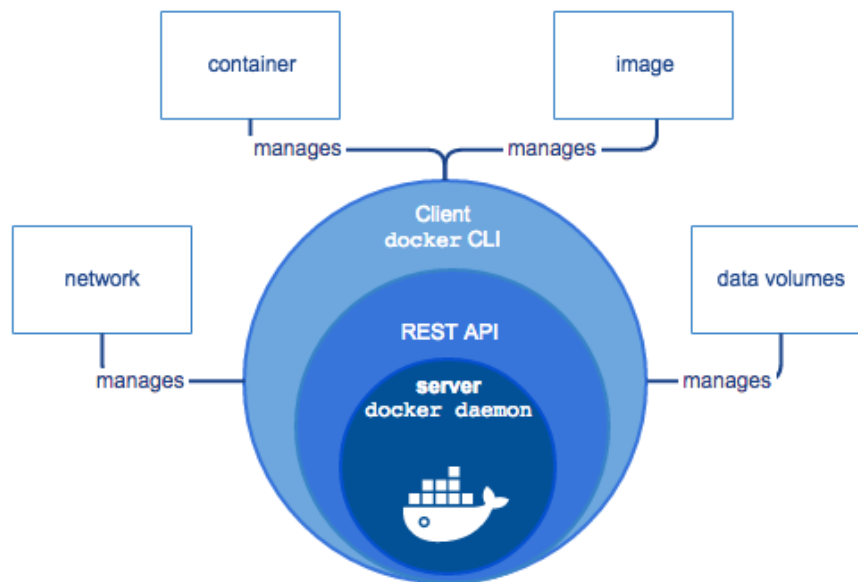 container
image
manages
manages
Client
docker CLI
network
data volumes
REST API
manages
server
manages
docker daemon